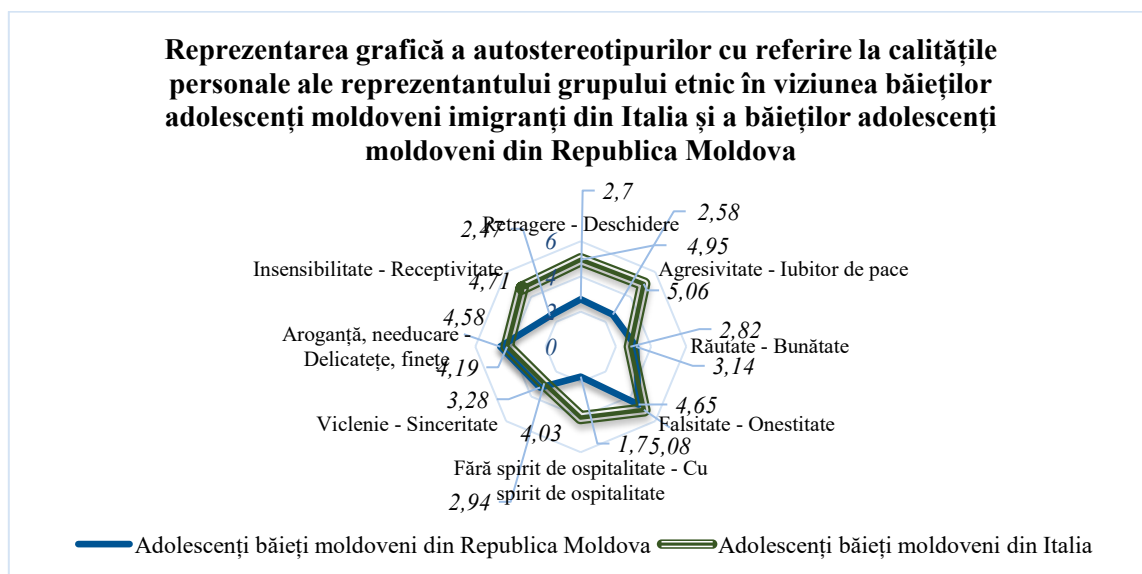 Reprezentarea grafică a autostereotipurilor cu referire la calitățile
personale ale reprezentantului grupului etnic în viziunea băieților
adolescenți moldoveni imigranți din Italia și a băieților adolescenți
moldoveni din Republica Moldova
2,7
2,47 Retragere - Deschidere 2,58
6 4,95
Insensibilitate - Receptivitate Agresivitate - Iubitor de pace
4,71 4 5,06
4,58 2 2,82
Aroganță, needucare -
Delicatețe, finețe 0 Răutate - Bunătate
4,19 3,14
3,28 4,65
Viclenie - Sinceritate Falsitate - Onestitate
4,03 1,7 5,08
Fără spirit de ospitalitate - Cu
spirit de ospitalitate
2,94
Adolescenți băieți moldoveni din Republica Moldova Adolescenți băieți moldoveni din Italia